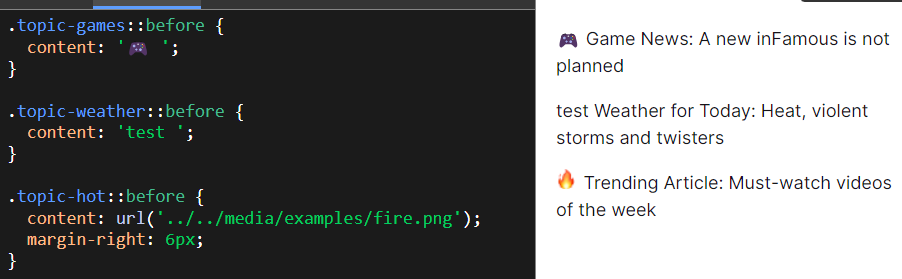 .topic-games::before {
  content: '🎮 ';
}
.topic-weather::before {
  content: 'test ';
}
.topic-hot::before {
  content: url('../../media/examples/fire.png');
  margin-right: 6px;
}
🎮 Game News: A new inFamous is not
planned
test Weather for Today: Heat, violent
storms and twisters
🔥 Trending Article: Must-watch videos
of the week